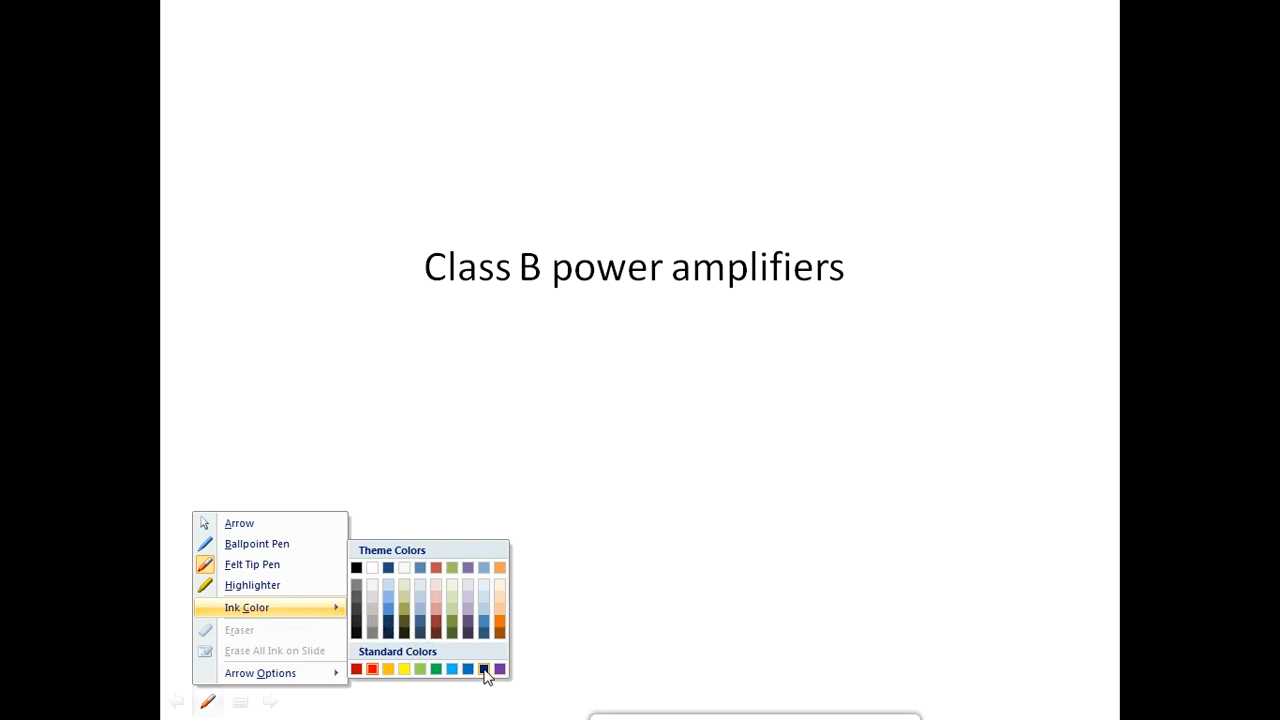 Class B power amplifiers
Arrow
Ballpoint Pen
Felt Tip Pen
Highlighter
Ink Color
Eraser
Erase All Ink on Slide
Arrow Options
Theme Colors
Standard Colors